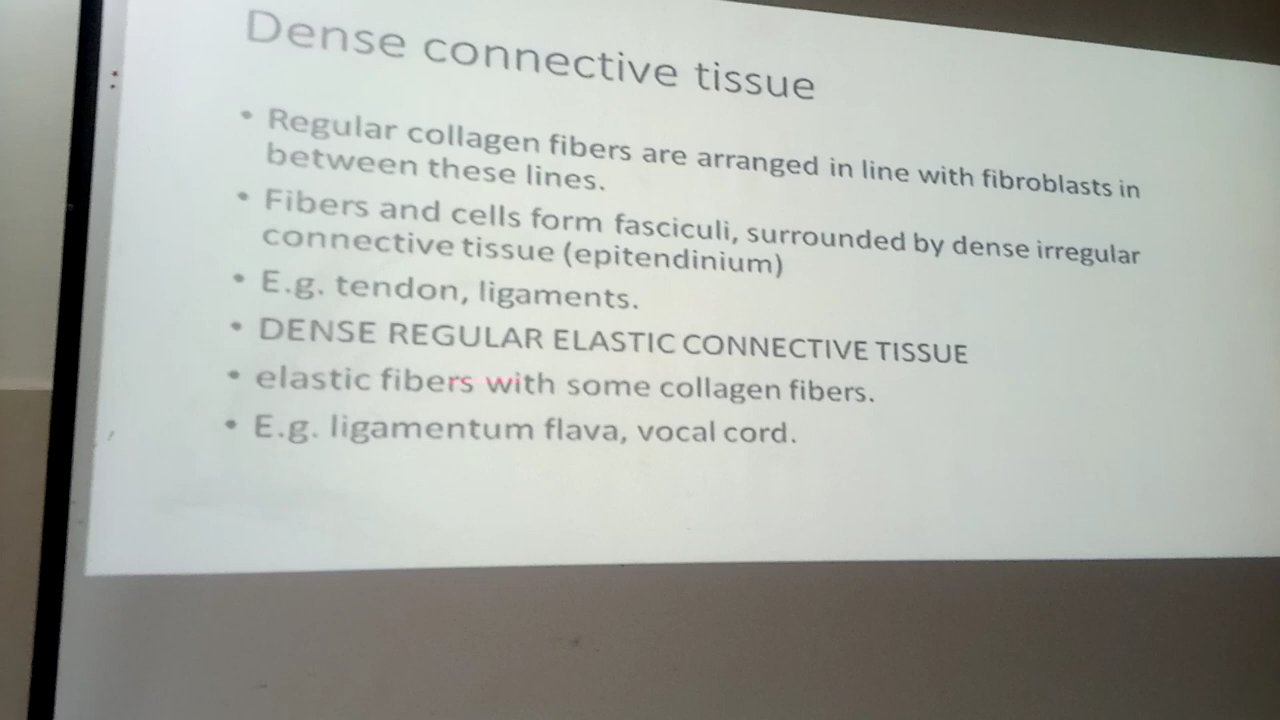 Dense connective tissue
• Regular collagen fibers are arranged in line with fibroblasts in
between these lines.
• Fibers and cells form fasciculi, surrounded by dense irregular
connective tissue (epitendinium)
• E.g. tendon, ligaments.
• DENSE REGULAR ELASTIC CONNECTIVE TISSUE
• elastic fibers with some collagen fibers.
• E.g. ligamentum flava, vocal cord.